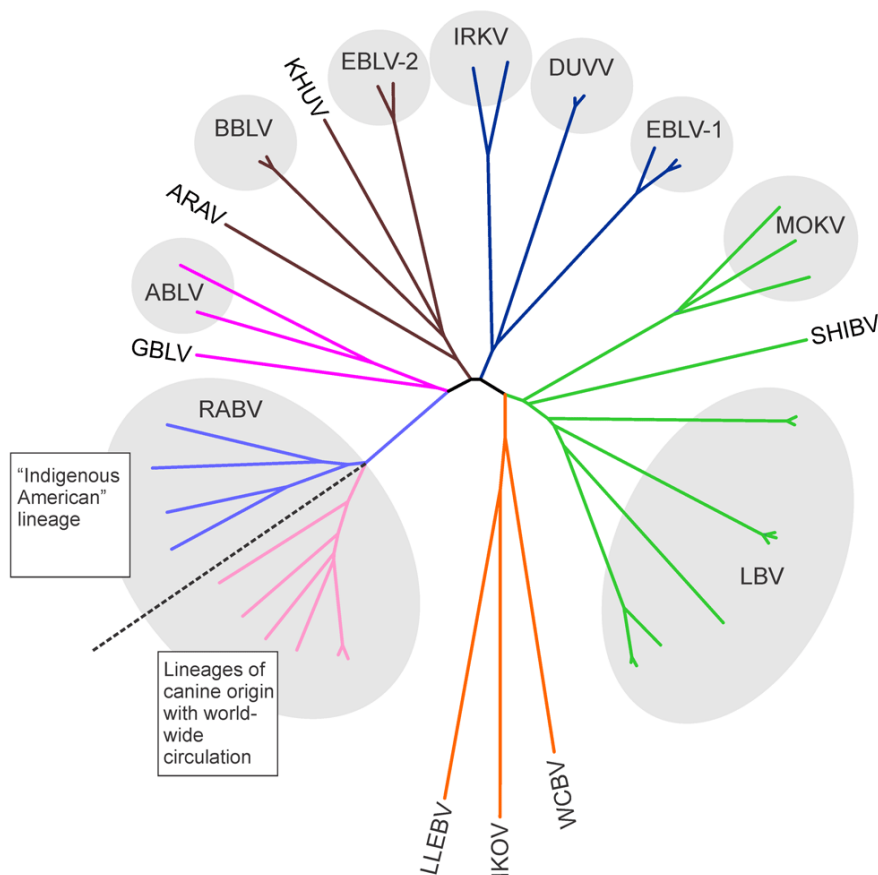 IRKV
EBLV-2
DUVV
KHUV
BBLV
EBLV-1
ARAV
MOKV
ABLV
SHIBV
GBLV
RABV
“Indigenous
American”
lineage
LBV
Lineages of
canine origin
with world-
wide
circulation
WCBV
LLEBV
IKOV